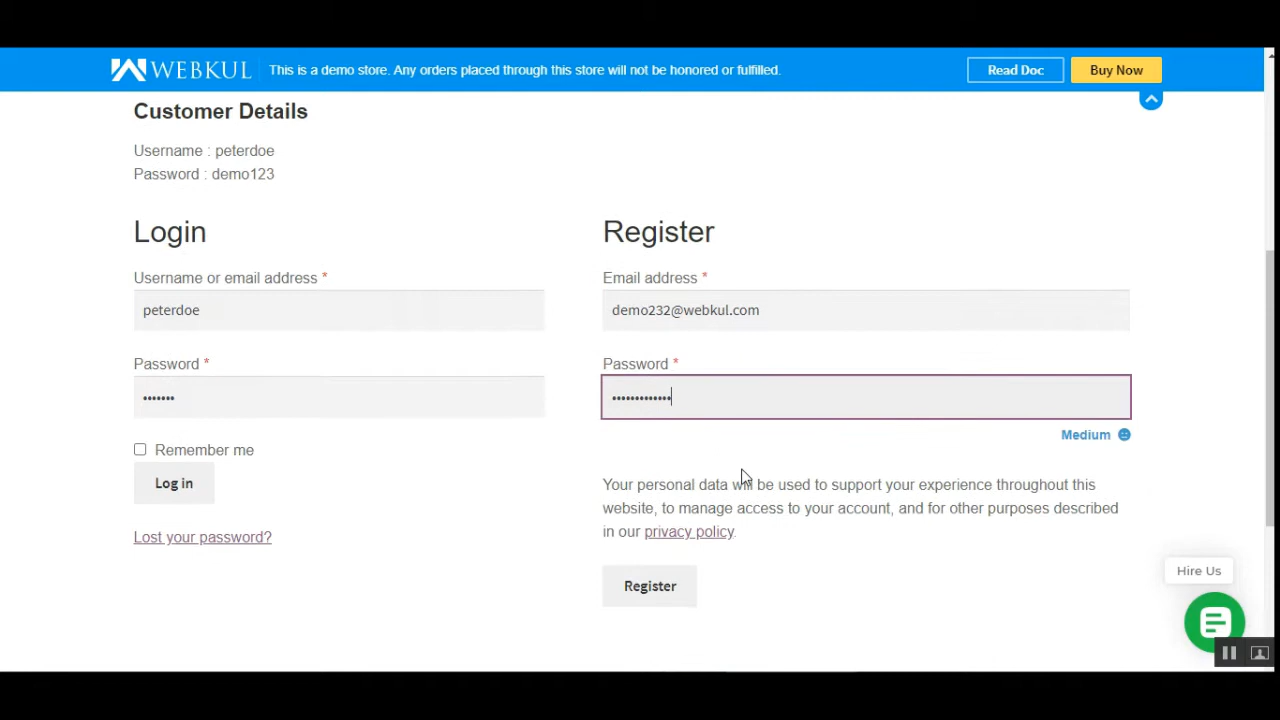 WEBKUL This is a demo store. Any orders placed through this store will not be honored or fulfilled. Read Doc Buy Now
Customer Details
Username : peterdoe
Password : demo123
Login
Username or email address *
peterdoe
Password *
•••••••
Remember me
Log in
Lost your password?
Register
Email address *
demo232@webkul.com
Password *
•••••••••••••
Medium
Your personal data will be used to support your experience throughout this
website, to manage access to your account, and for other purposes described
in our privacy policy.
Register
Hire Us